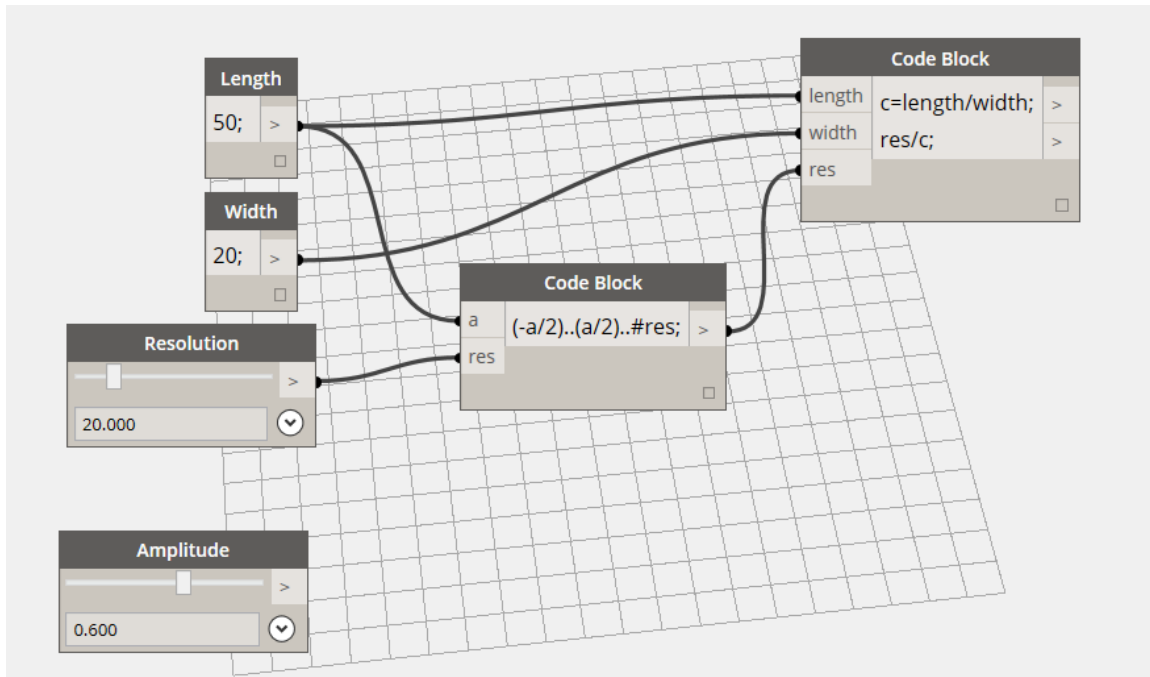 Length
50;
>
Width
20;
>
Resolution
>
20.000
Amplitude
>
0.600
Code Block
a
(-a/2)..(a/2)..#res;
>
res
Code Block
length
c=length/width;
>
width
res/c;
>
res